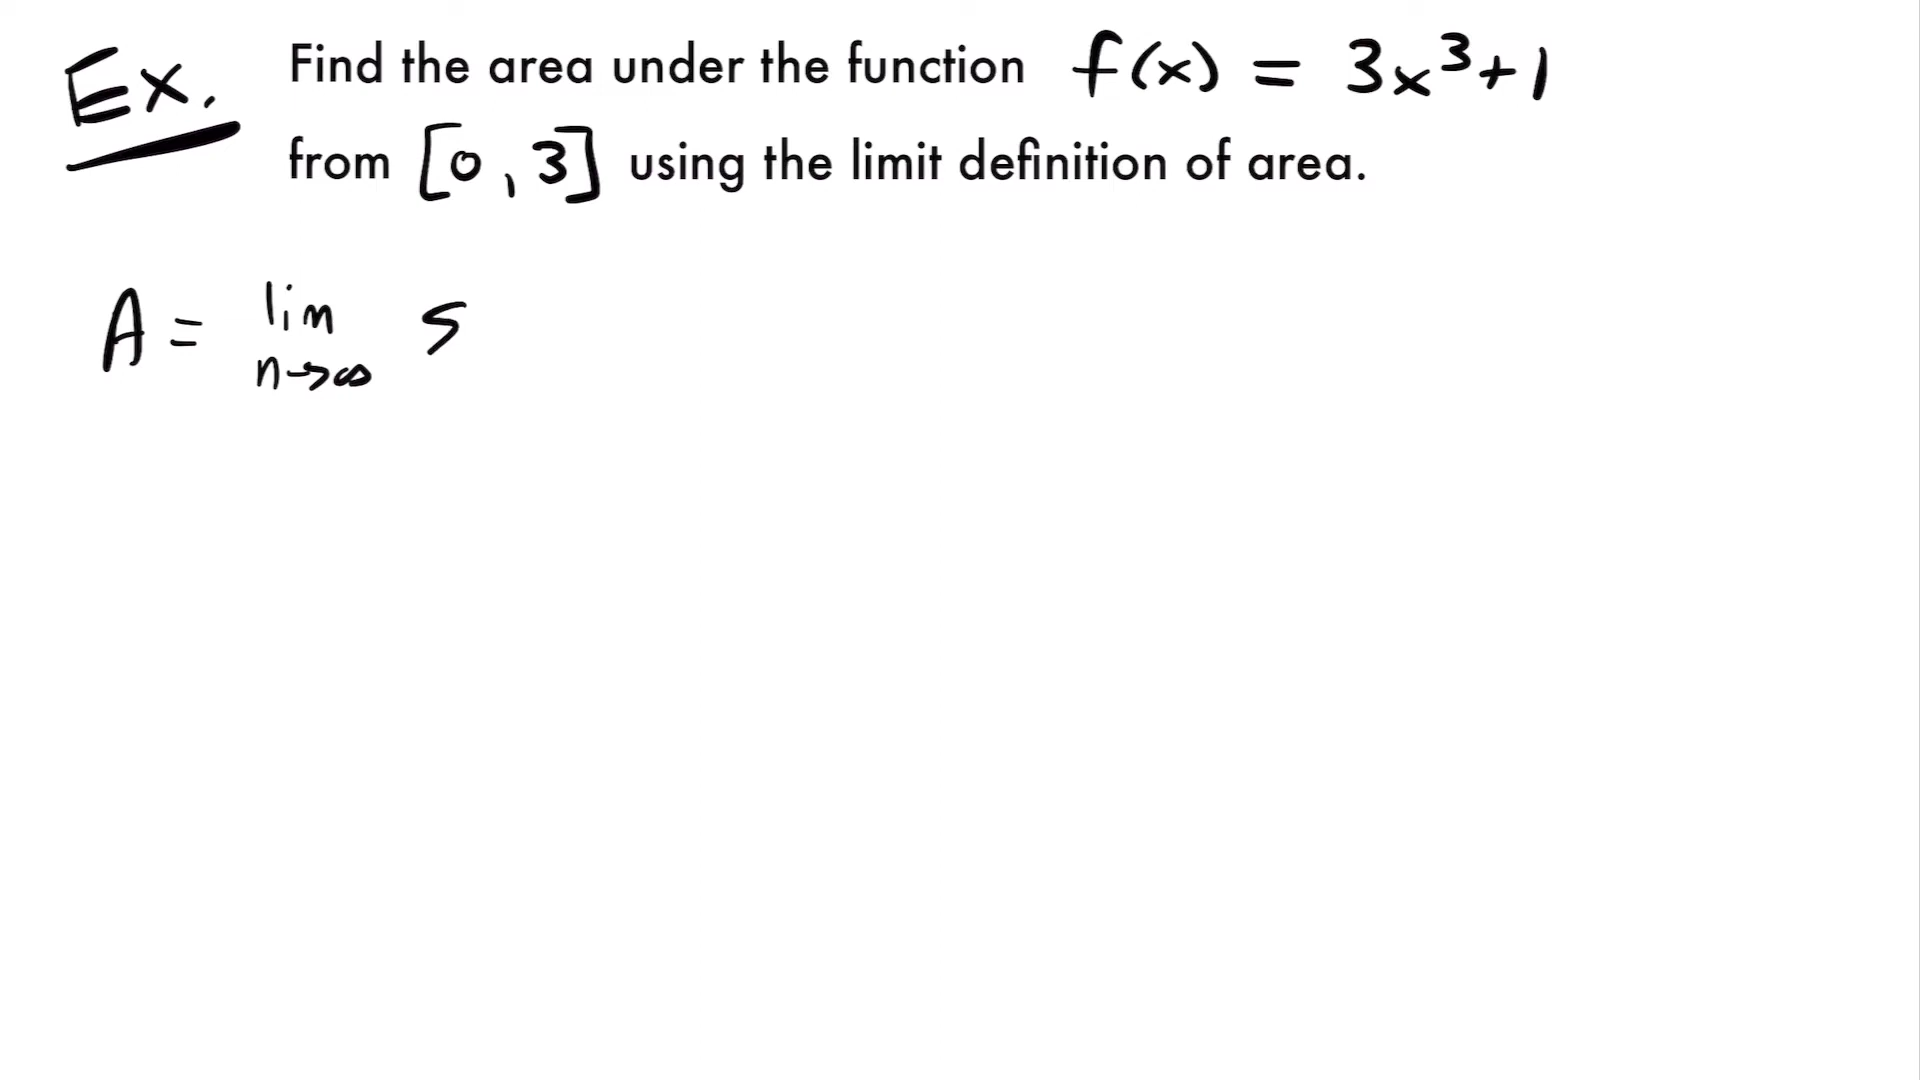 Ex. Find the area under the function f(x) = 3x³+1
from [0, 3] using the limit definition of area.
A = lim n→∞ S